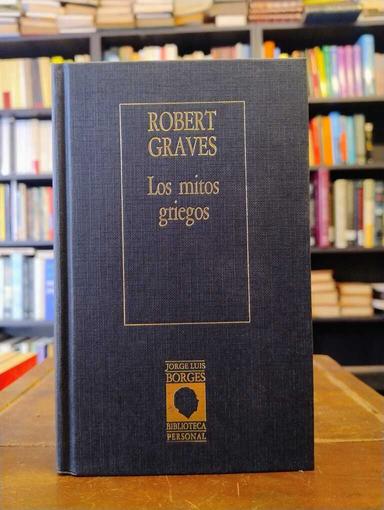 ROBERT
GRAVES
Los mitos
griegos
JORGE LUIS
BORGES
BIBLIOTECA
PERSONAL